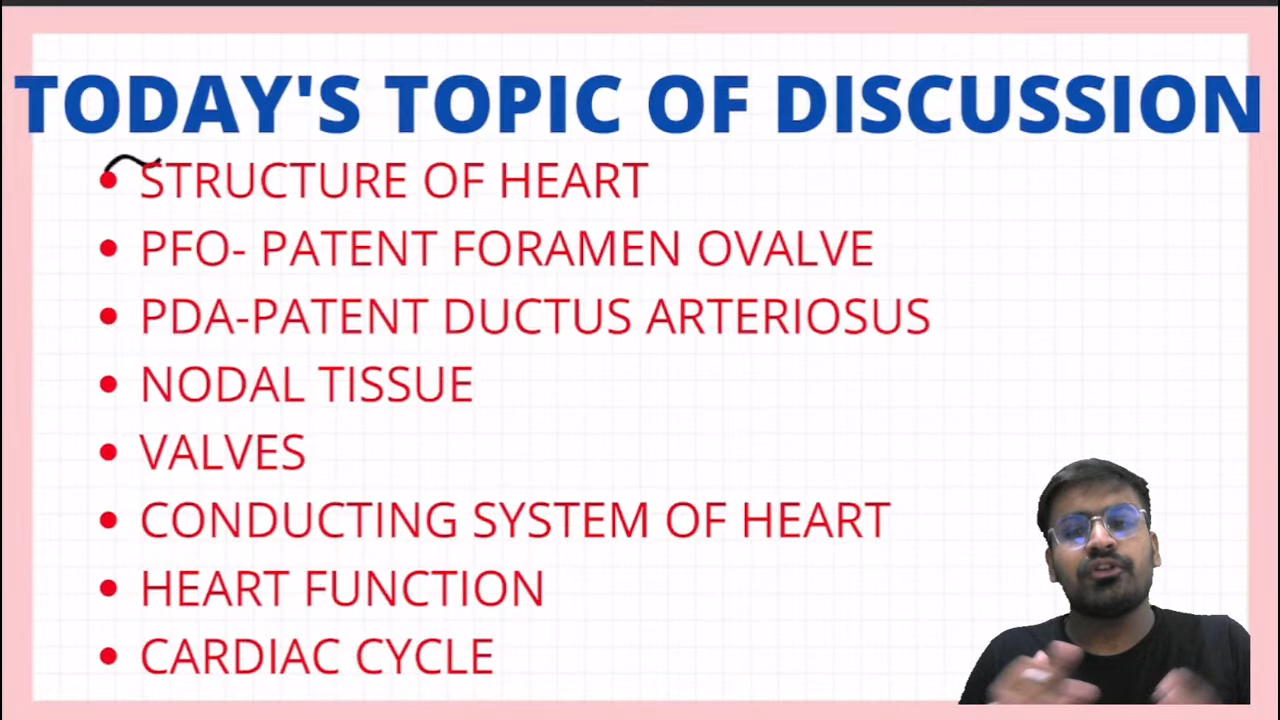 TODAY'S TOPIC OF DISCUSSION
• STRUCTURE OF HEART
• PFO- PATENT FORAMEN OVALVE
• PDA-PATENT DUCTUS ARTERIOSUS
• NODAL TISSUE
• VALVES
• CONDUCTING SYSTEM OF HEART
• HEART FUNCTION
• CARDIAC CYCLE